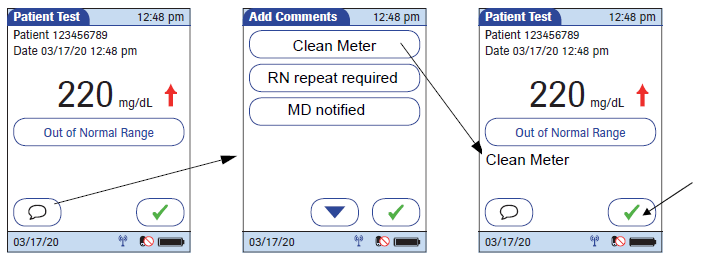 Patient Test 12:48 pm
Patient 123456789
Date 03/17/20 12:48 pm
220 mg/dL
Out of Normal Range
03/17/20
Add Comments 12:48 pm
Clean Meter
RN repeat required
MD notified
03/17/20
Patient Test 12:48 pm
Patient 123456789
Date 03/17/20 12:48 pm
220 mg/dL
Out of Normal Range
Clean Meter
03/17/20